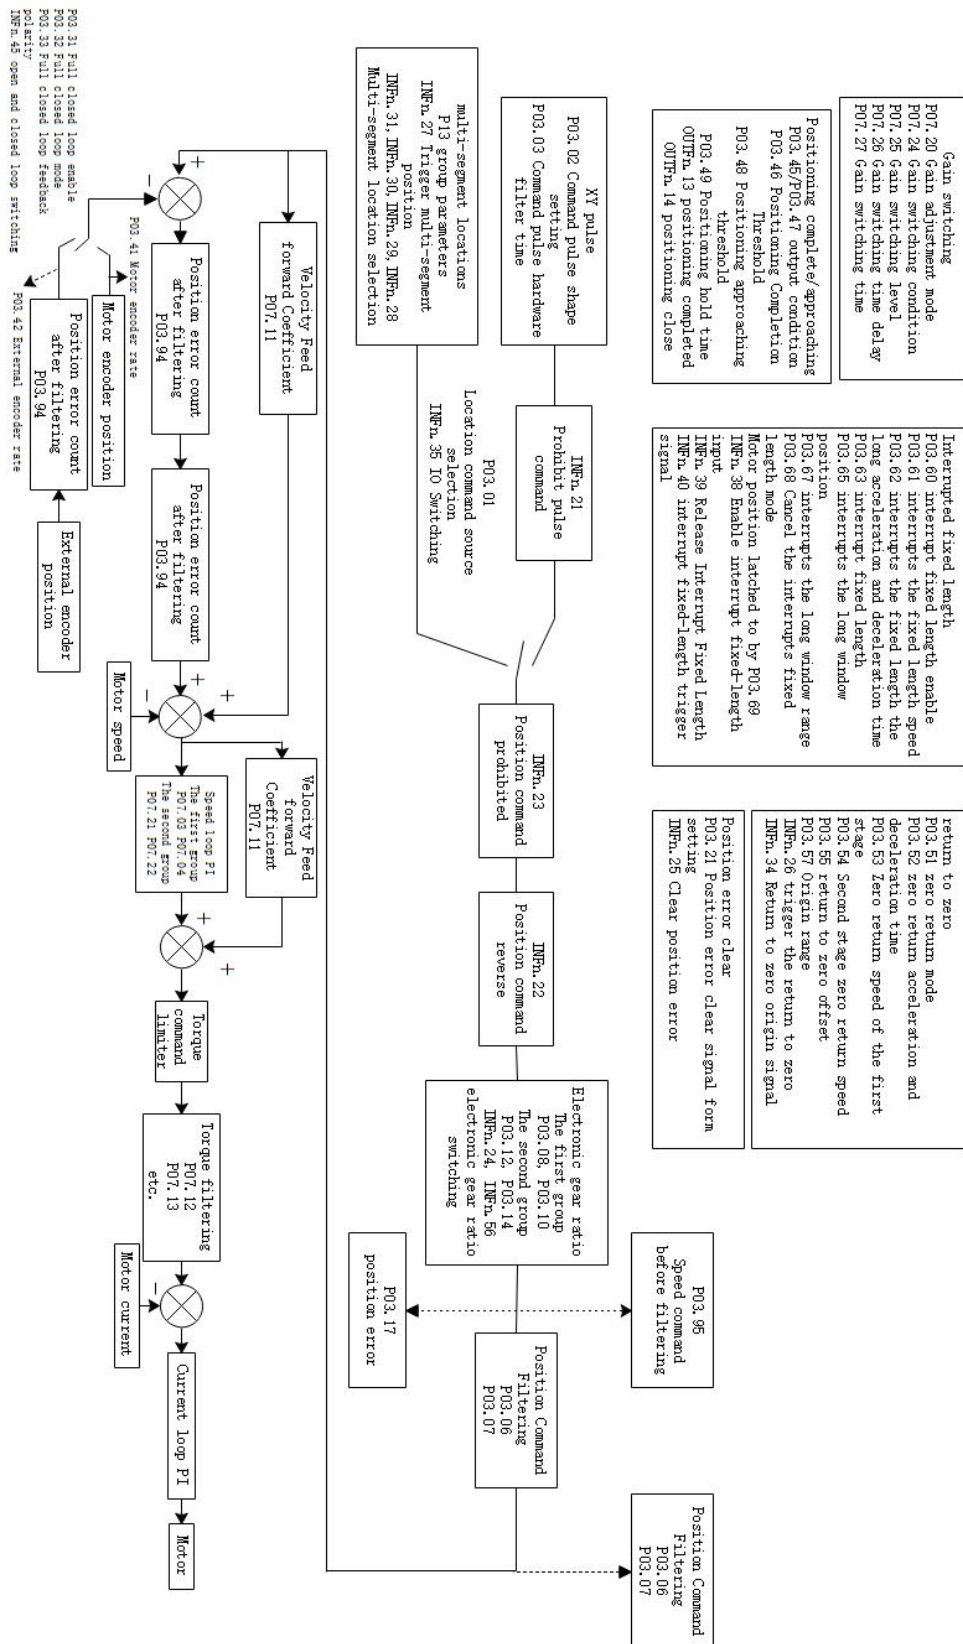 Gain switching
P07.20 Gain adjustment mode
P07.24 Gain switching condition
P07.25 Gain switching level
P07.26 Gain switching time delay
P07.27 Gain switching time
Positioning complete/approaching
P03.45/P03.47 output condition
P03.46 Positioning Completion
Threshold
P03.48 Positioning approaching
threshold
P03.49 Positioning hold time
OUTFn.13 positioning completed
OUTFn.14 positioning close
Interrupted fixed length
P03.60 interrupt fixed length enable
P03.61 interrupts the fixed length speed
P03.62 interrupts the fixed length the
long acceleration and deceleration time
P03.63 interrupt fixed length
P03.65 interrupts the long window
position
P03.67 interrupts the long window range
P03.68 Cancel the interrupts fixed
length mode
Motor position latched to by P03.69
INFn.38 Enable interrupt fixed-length
input
INFn.39 Release Interrupt Fixed Length
INFn.40 interrupt fixed-length trigger
signal
return to zero
P03.51 zero return mode
P03.52 zero return acceleration and
deceleration time
P03.53 Zero return speed of the first
stage
P03.54 Second stage zero return speed
P03.55 return to zero offset
P03.57 Origin range
INFn.26 trigger the return to zero
INFn.34 Return to zero origin signal
Position error clear
P03.21 Position error clear signal form
setting
INFn.25 Clear position error
XY pulse
P03.02 Command pulse shape
setting
P03.03 Command pulse hardware
filter time
INFn.21
Prohibit pulse
command
multi-segment locations
P13 group parameters
INFn.27 Trigger multi-segment
position
INFn.31, INFn.30, INFn.29, INFn.28
Multi-segment location selection
P03.01
Location command source
selection
INFn.35 IO Switching
INFn.23
Position command
prohibited
INFn.22
Position command
reverse
Electronic gear ratio
The first group
P03.08, P03.10
The second group
P03.12, P03.14
INFn.24, INFn.56
electronic gear ratio
switching
P03.95
Speed command
before filtering
P03.17
position error
Position Command
Filtering
P03.06
P03.07
Position Command
Filtering
P03.06
P03.07
Velocity Feed
forward Coefficient
P07.11
Velocity Feed
forward
Coefficient
P07.11
+
−
Position error count
after filtering
P03.94
Position error count
after filtering
P03.94
+
+
−
Motor speed
Speed loop PI
The first group
P07.03 P07.04
The second group
P07.21 P07.22
+
+
Torque
command
limiter
Torque filtering
P07.12
P07.13
etc.
−
Motor current
Current loop PI
Motor
P03.41 Motor encoder rate
Motor encoder position
Position error count
after filtering
P03.94
External encoder
position
P03.42 External encoder rate
P03.31 Full closed loop enable
P03.32 Full closed loop mode
P03.33 Full closed loop feedback
polarity
INFn.45 open and closed loop switching